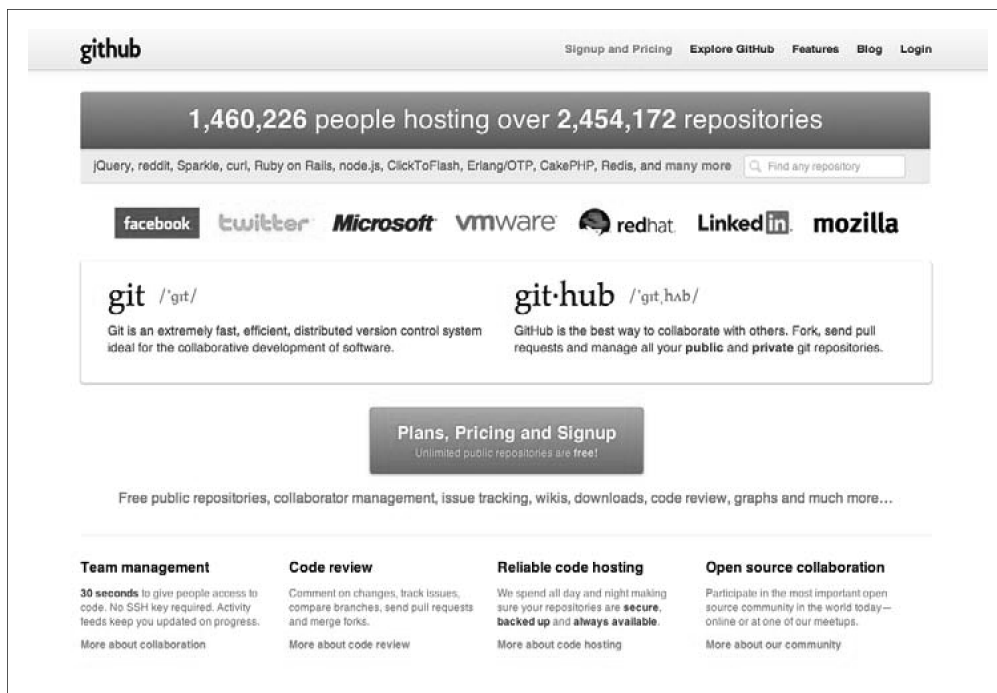 github
Signup and Pricing Explore GitHub Features Blog Login
1,460,226 people hosting over 2,454,172 repositories
jQuery, reddit, Sparkle, curl, Ruby on Rails, node.js, ClickToFlash, Erlang/OTP, CakePHP, Redis, and many more Find any repository
facebook twitter Microsoft vmware redhat. Linked in. mozilla
git /'gıt/
Git is an extremely fast, efficient, distributed version control system
ideal for the collaborative development of software.
git·hub /'gıt,hʌb/
GitHub is the best way to collaborate with others. Fork, send pull
requests and manage all your public and private git repositories.
Plans, Pricing and Signup
Unlimited public repositories are free!
Free public repositories, collaborator management, issue tracking, wikis, downloads, code review, graphs and much more…
Team management
30 seconds to give people access to
code. No SSH key required. Activity
feeds keep you updated on progress.
More about collaboration
Code review
Comment on changes, track issues,
compare branches, send pull requests
and merge forks.
More about code review
Reliable code hosting
We spend all day and night making
sure your repositories are secure,
backed up and always available.
More about code hosting
Open source collaboration
Participate in the most important open
source community in the world today—
online or at one of our meetups.
More about our community